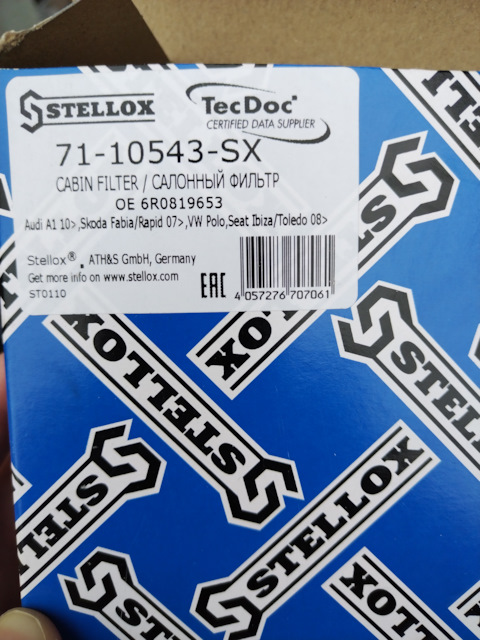 STELLOX
TecDoc
CERTIFIED DATA SUPPLIER
71-10543-SX
CABIN FILTER / САЛОННЫЙ ФИЛЬТР
OE 6R0819653
Audi A1 10>,Skoda Fabia/Rapid 07>,VW Polo,Seat Ibiza/Toledo 08>
Stellox®, ATH&S GmbH, Germany
Get more info on www.stellox.com
ST0110
EAC
4 057276 707061
STELLOX
STELLOX
STELLOX
STELLOX
STELLOX